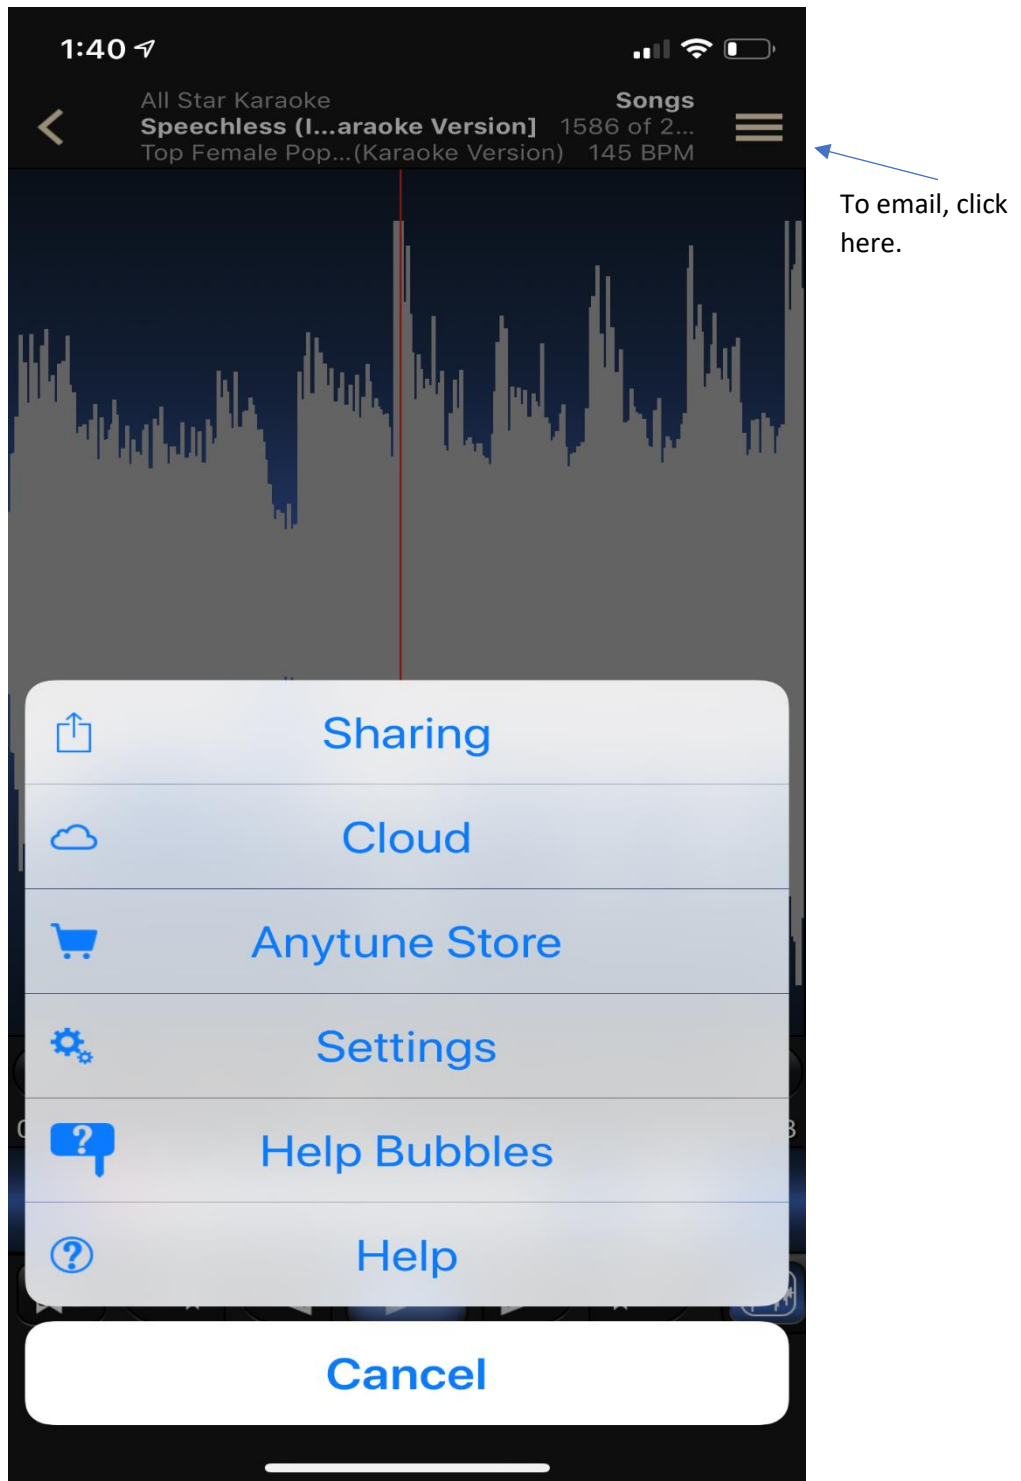 1:40
All Star Karaoke Songs
Speechless (I...araoke Version] 1586 of 2...
Top Female Pop...(Karaoke Version) 145 BPM
To email, click
here.
Sharing
Cloud
Anytune Store
Settings
? Help Bubbles
? Help
Cancel